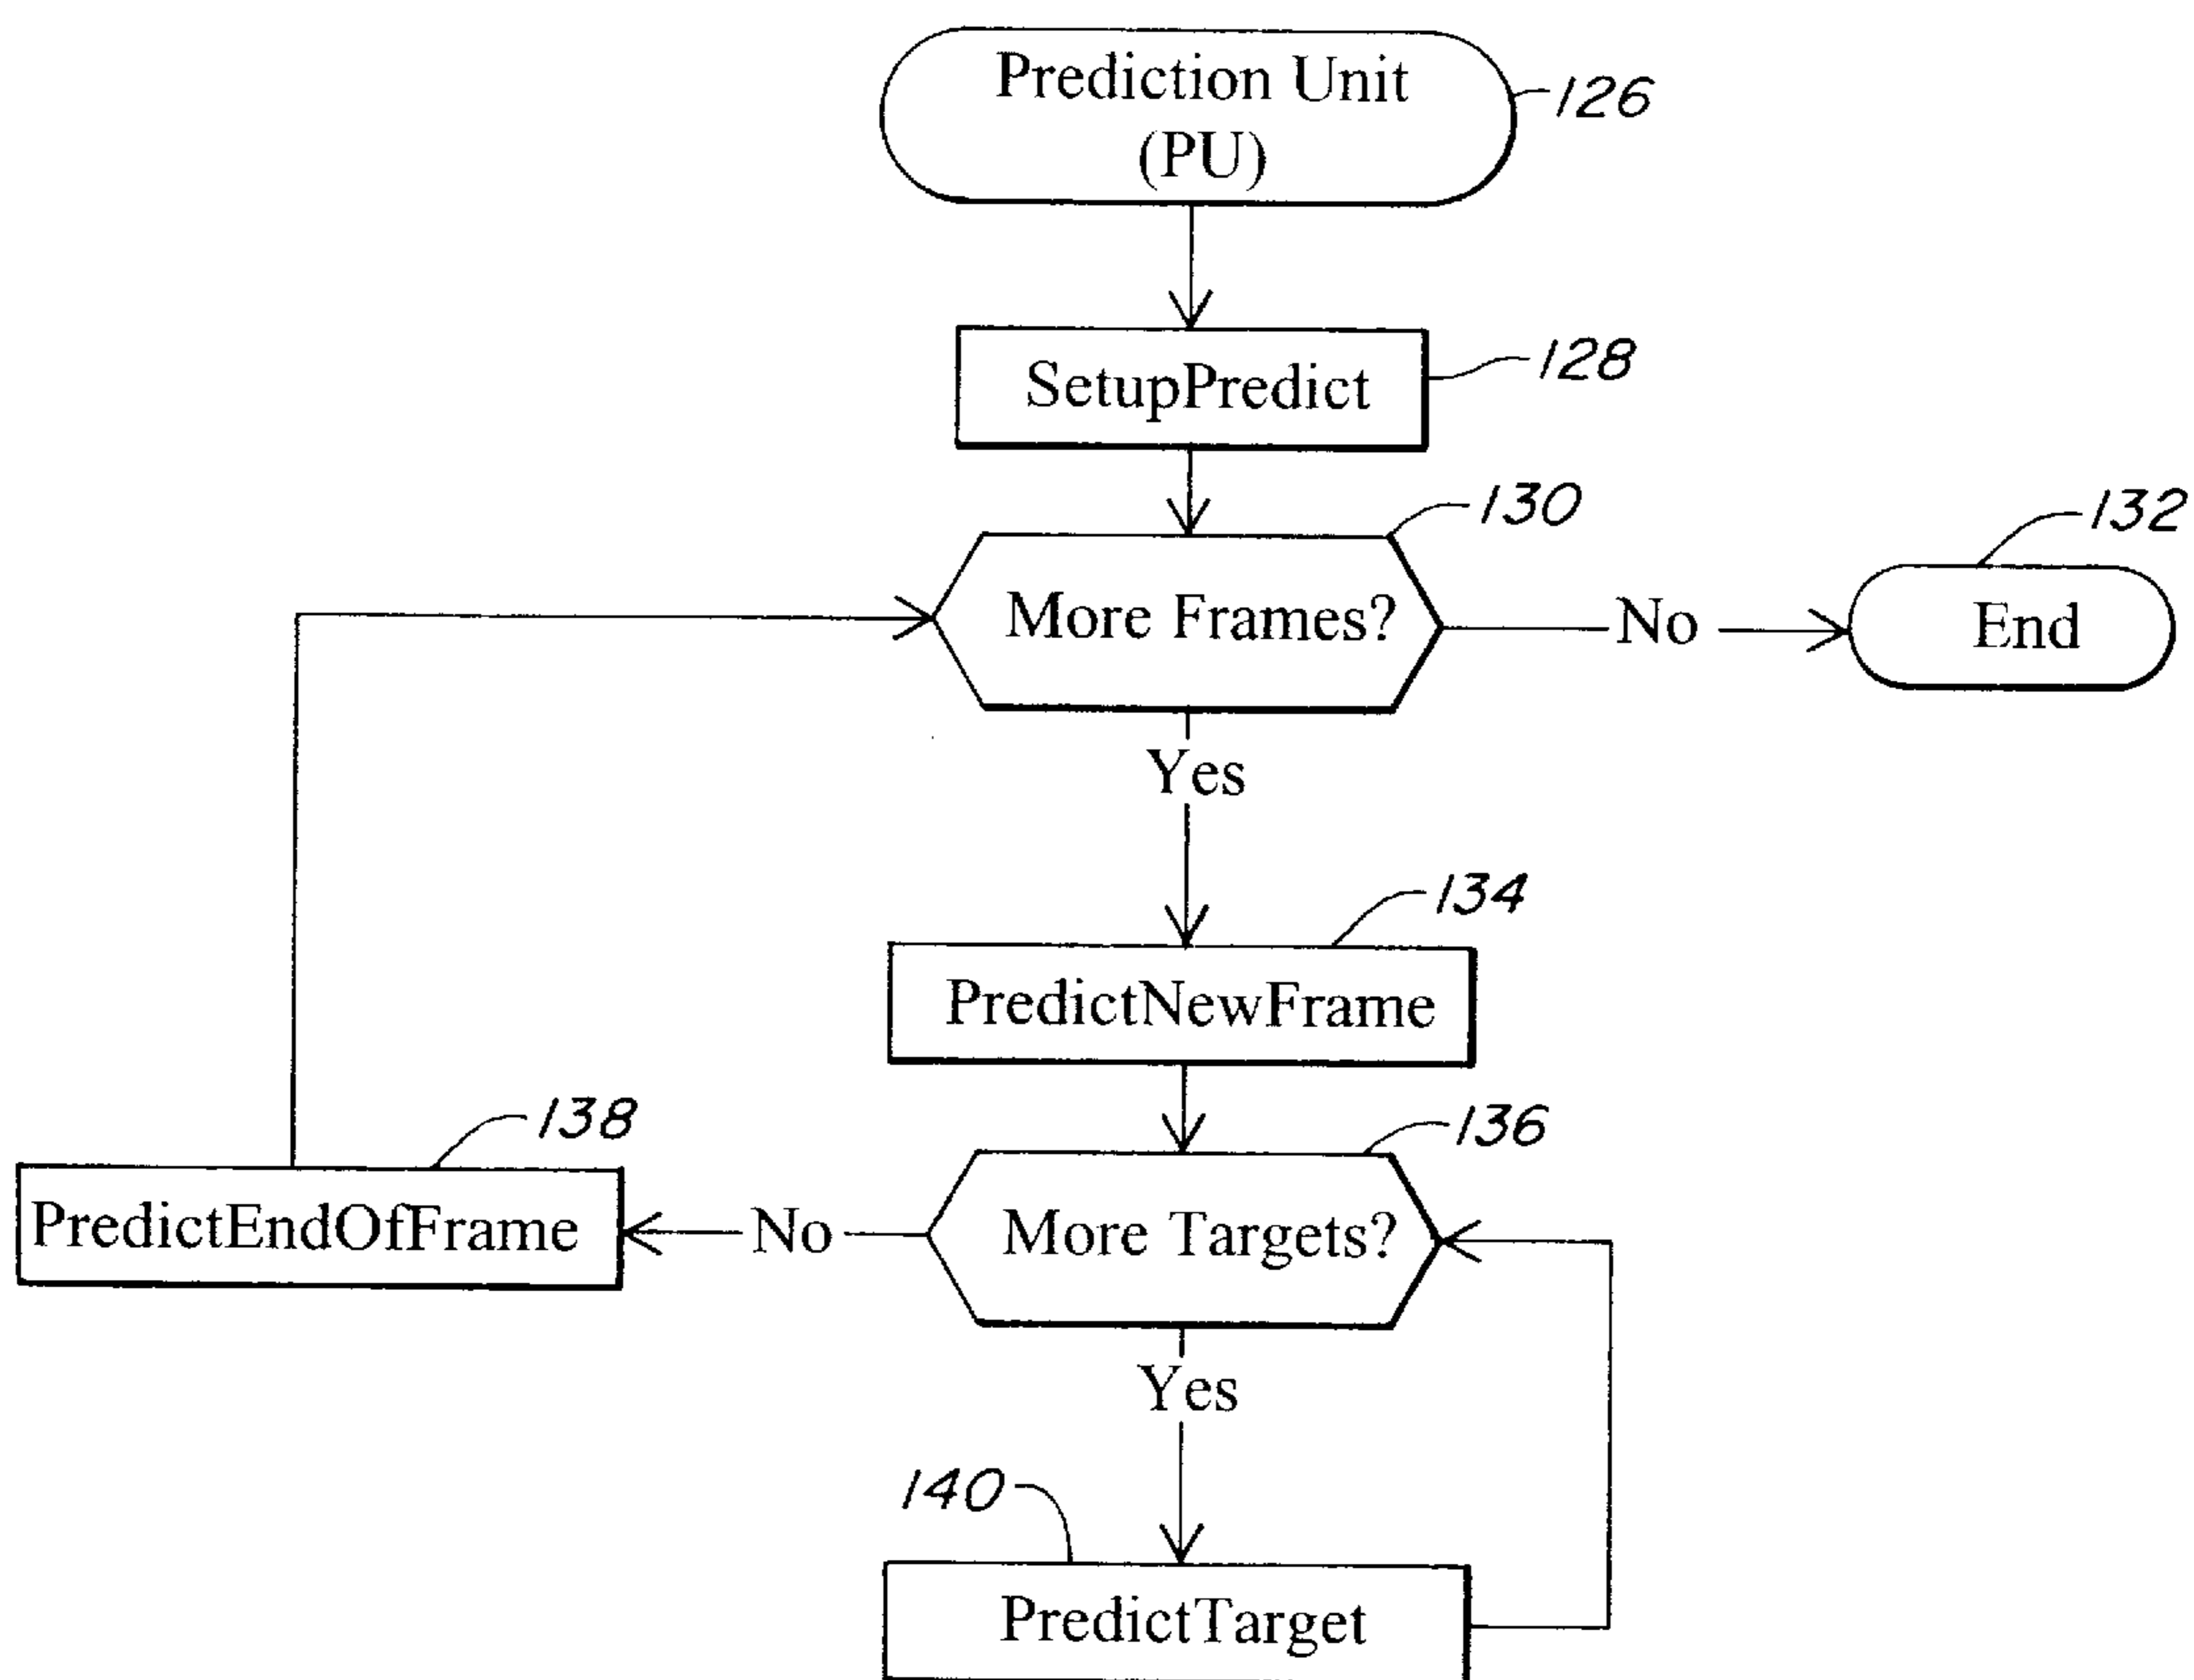 Prediction Unit
(PU)
126
SetupPredict
128
130
132
More Frames?
No
End
Yes
134
PredictNewFrame
138
136
PredictEndOfFrame
No
More Targets?
Yes
140
PredictTarget